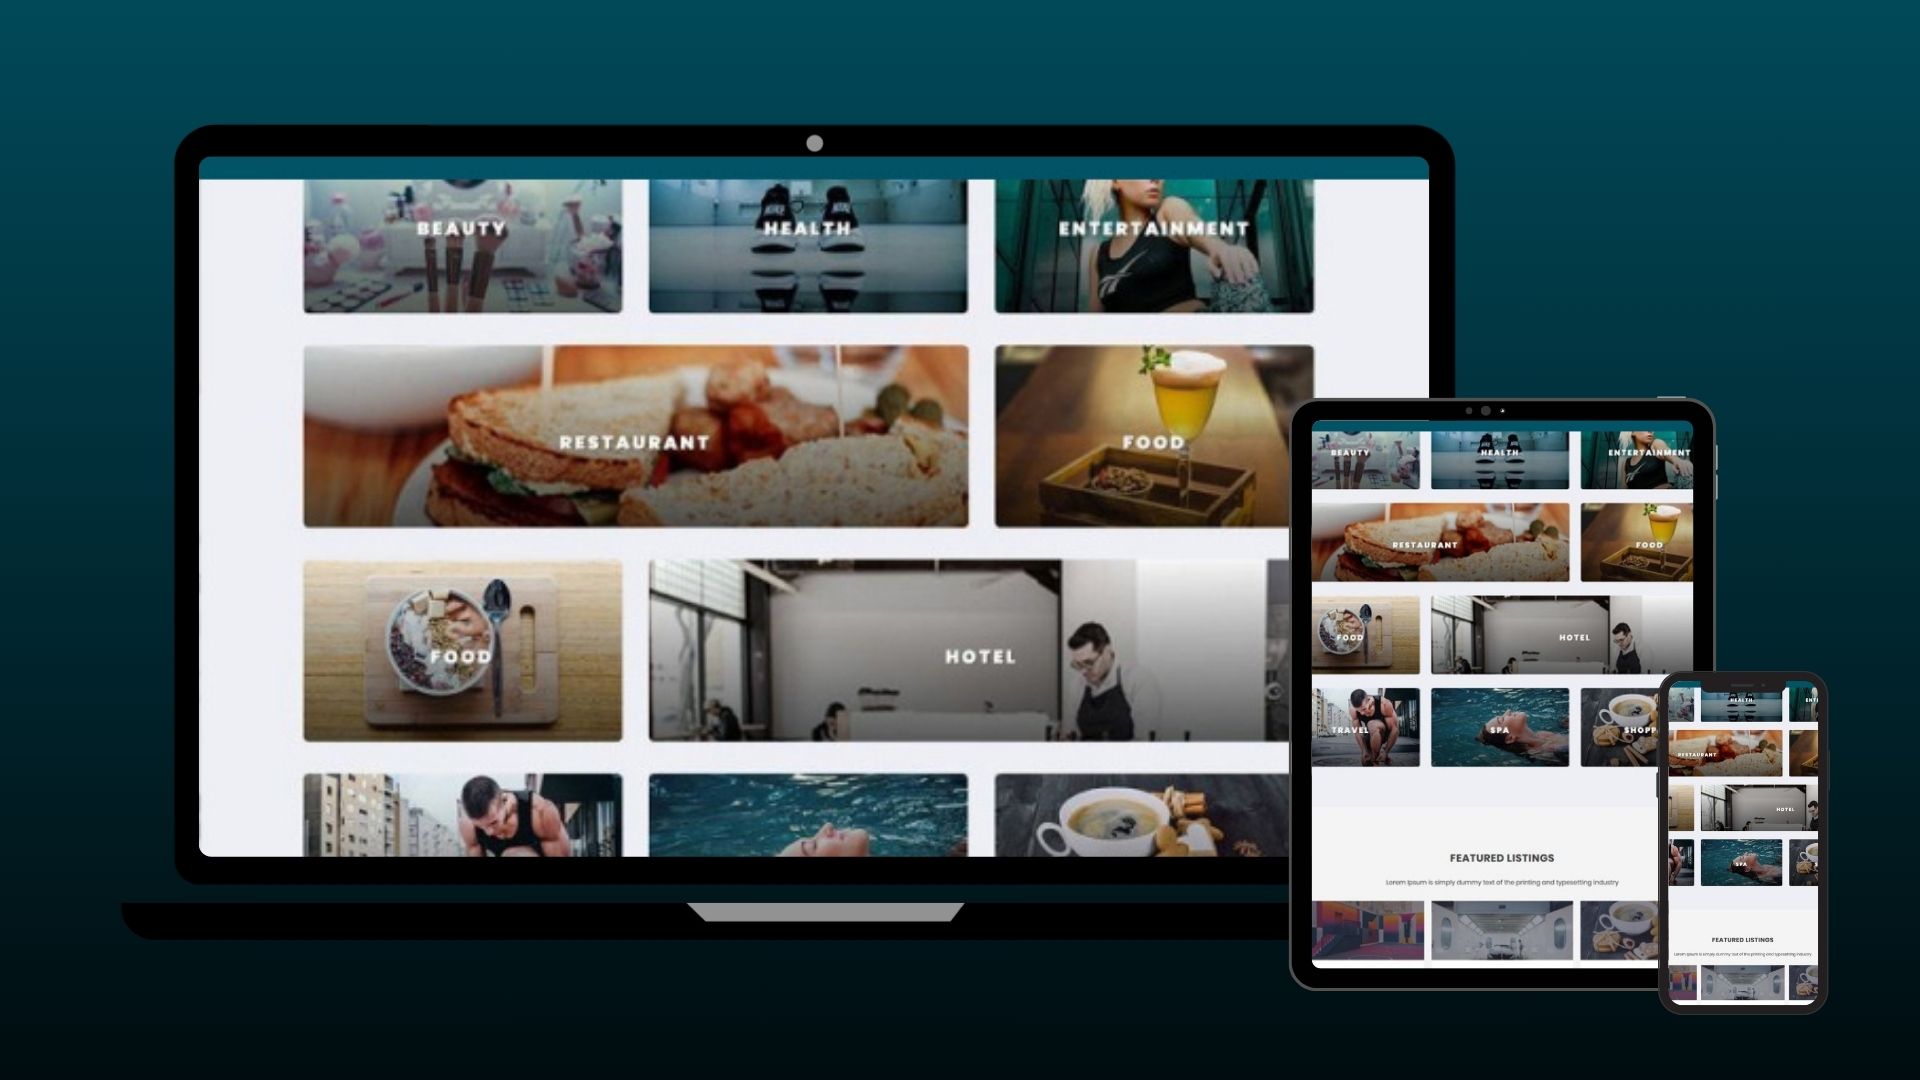 BEAUTY
HEALTH
ENTERTAINMENT
RESTAURANT
FOOD
FOOD
HOTEL
BEAUTY
HEALTH
ENTERTAINMENT
RESTAURANT
FOOD
FOOD
HOTEL
TRAVEL
SPA
SHOPP
FEATURED LISTINGS
Lorem Ipsum is simply dummy text of the printing and typesetting industry
HEALTH
ENT
RESTAURANT
HOTEL
SPA
FEATURED LISTINGS
Lorem Ipsum is simply dummy text of the printing and typesetting industry